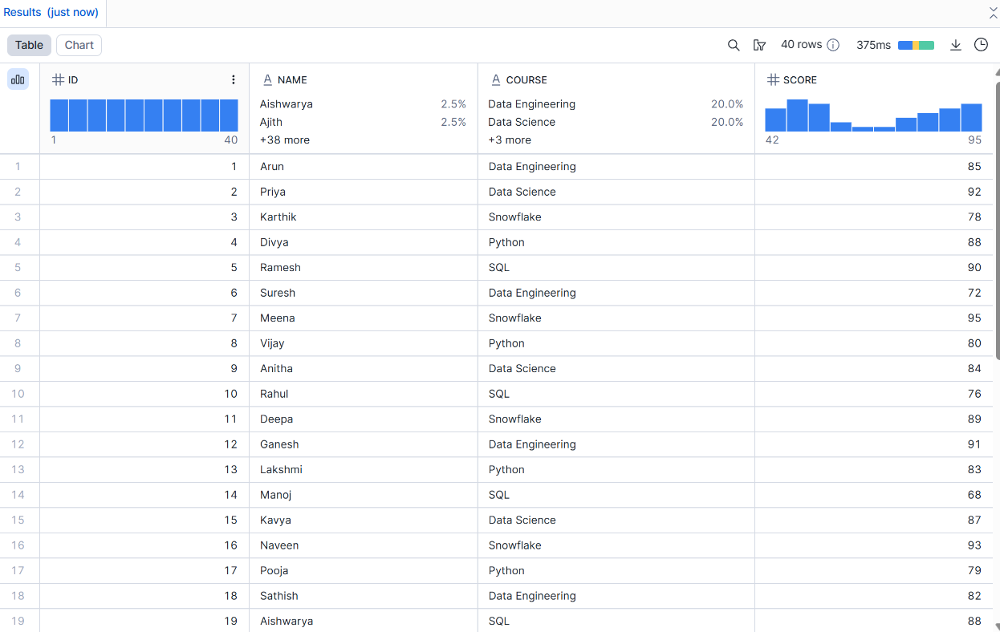 Results (just now)
Table Chart 40 rows 375ms
ID NAME COURSE SCORE
Aishwarya 2.5% Data Engineering 20.0%
Ajith 2.5% Data Science 20.0%
1 40 +38 more +3 more 42 95
1 1 Arun Data Engineering 85
2 2 Priya Data Science 92
3 3 Karthik Snowflake 78
4 4 Divya Python 88
5 5 Ramesh SQL 90
6 6 Suresh Data Engineering 72
7 7 Meena Snowflake 95
8 8 Vijay Python 80
9 9 Anitha Data Science 84
10 10 Rahul SQL 76
11 11 Deepa Snowflake 89
12 12 Ganesh Data Engineering 91
13 13 Lakshmi Python 83
14 14 Manoj SQL 68
15 15 Kavya Data Science 87
16 16 Naveen Snowflake 93
17 17 Pooja Python 79
18 18 Sathish Data Engineering 82
19 19 Aishwarya SQL 88